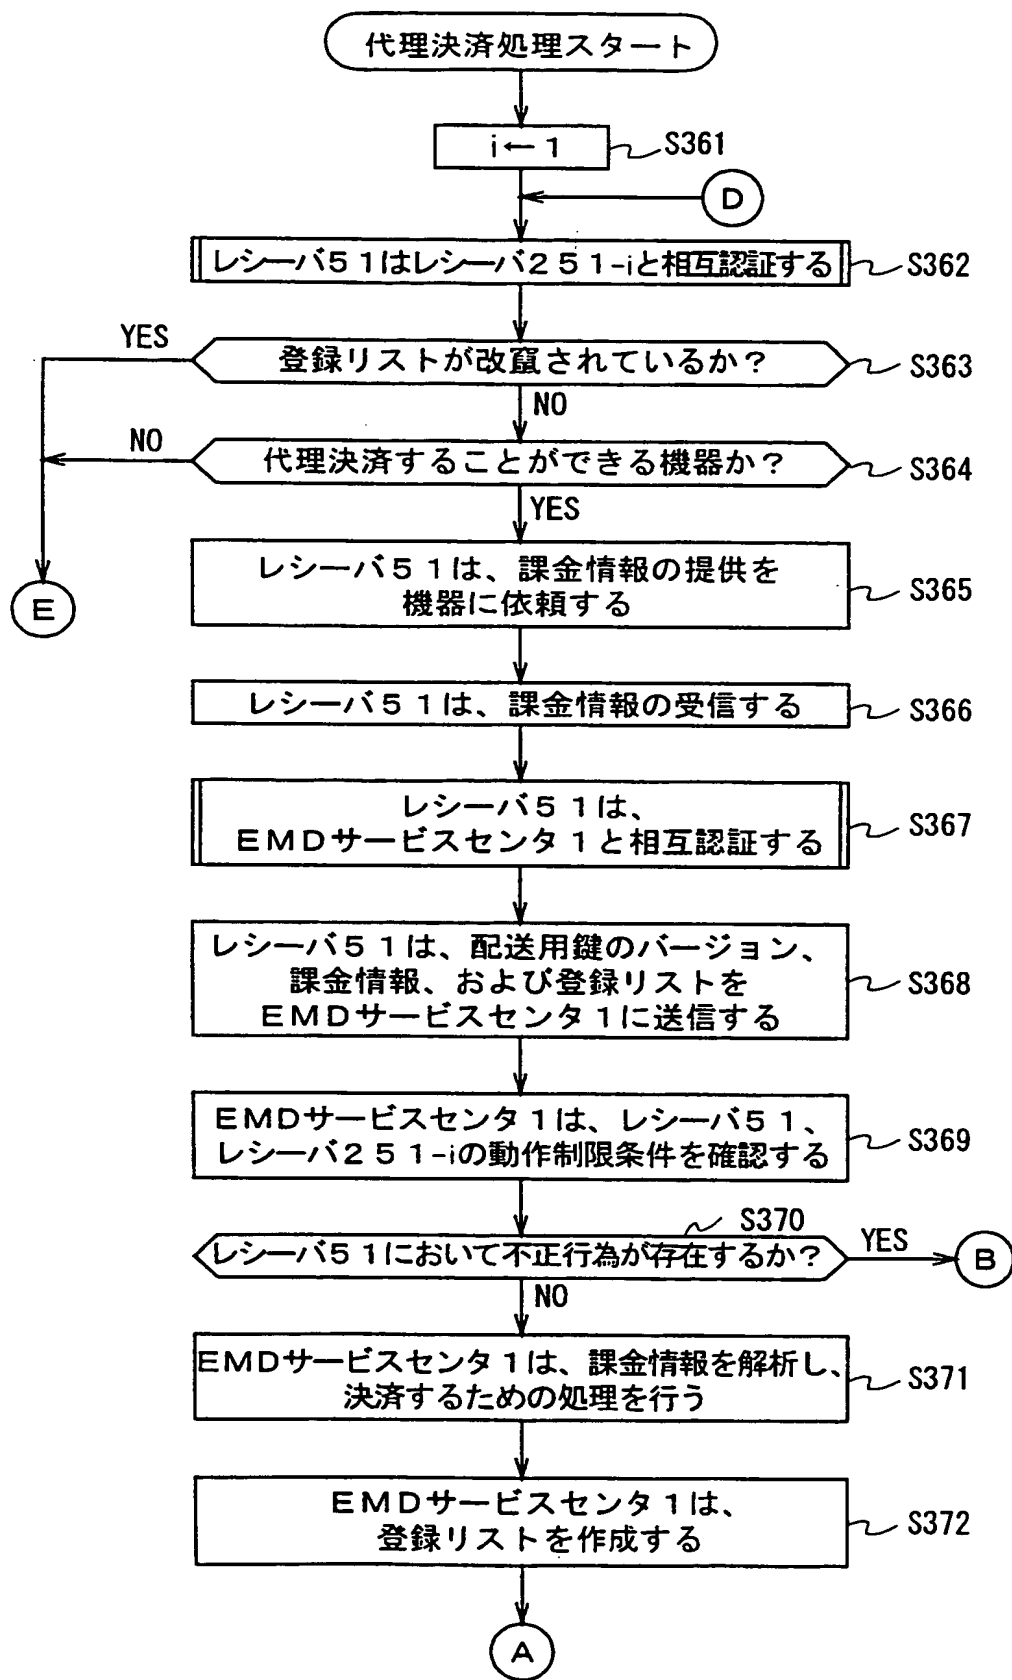 代理決済処理スタート
i←1
S361
D
レシーバ51はレシーバ251-iと相互認証する
S362
YES
登録リストが改竄されているか?
S363
NO
NO
代理決済することができる機器か?
S364
YES
レシーバ51は、課金情報の提供を
機器に依頼する
S365
E
レシーバ51は、課金情報の受信する
S366
レシーバ51は、
EMDサービスセンタ1と相互認証する
S367
レシーバ51は、配送用鍵のバージョン、
課金情報、および登録リストを
EMDサービスセンタ1に送信する
S368
EMDサービスセンタ1は、レシーバ51、
レシーバ251-iの動作制限条件を確認する
S369
S370
レシーバ51において不正行為が存在するか?
YES
B
NO
EMDサービスセンタ1は、課金情報を解析し、
決済するための処理を行う
S371
EMDサービスセンタ1は、
登録リストを作成する
S372
A